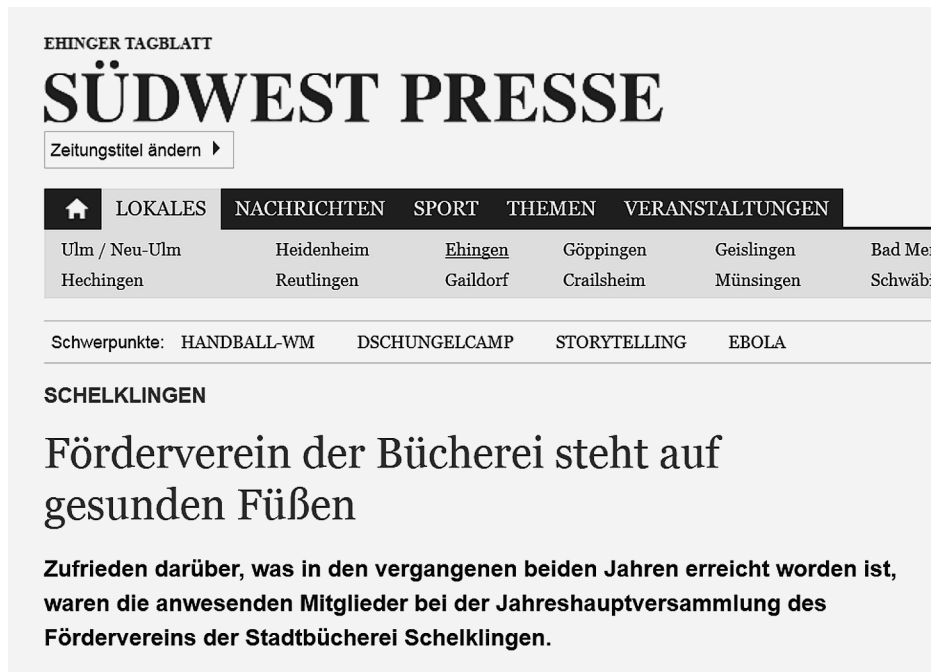 EHINGER TAGBLATT
SÜDWEST PRESSE
Zeitungstitel ändern
LOKALES NACHRICHTEN SPORT THEMEN VERANSTALTUNGEN
Ulm / Neu-Ulm Heidenheim Ehingen Göppingen Geislingen Bad
Hechingen Reutlingen Gaildorf Crailsheim Münsingen
Schwerpunkte: HANDBALL-WM DSCHUNGELCAMP STORYTELLING EBOLA
SCHELKLINGEN
Förderverein der Bücherei steht auf
gesunden Füßen
Zufrieden darüber, was in den vergangenen beiden Jahren erreicht worden ist,
waren die anwesenden Mitglieder bei der Jahreshauptversammlung des
Fördervereins der Stadtbücherei Schelklingen.